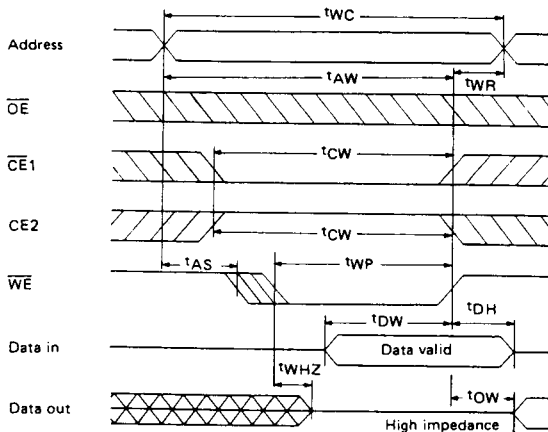 tWC
Address
tAW
tWR
OE
tCW
CE1
CE2
tCW
tAS
tWP
WE
tDH
tDW
Data in
Data valid
tWHZ
tOW
Data out
High impedance